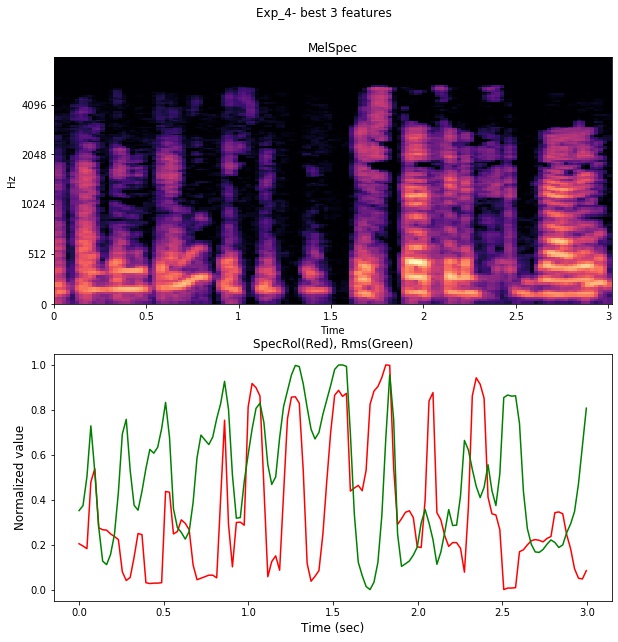 Exp_4- best 3 features
MelSpec
Hz
4096
2048
1024
512
0
0 0.5 1 1.5 2 2.5 3
Time
SpecRol(Red), Rms(Green)
Normalized value
1.0
0.8
0.6
0.4
0.2
0.0
0.0 0.5 1.0 1.5 2.0 2.5 3.0
Time (sec)